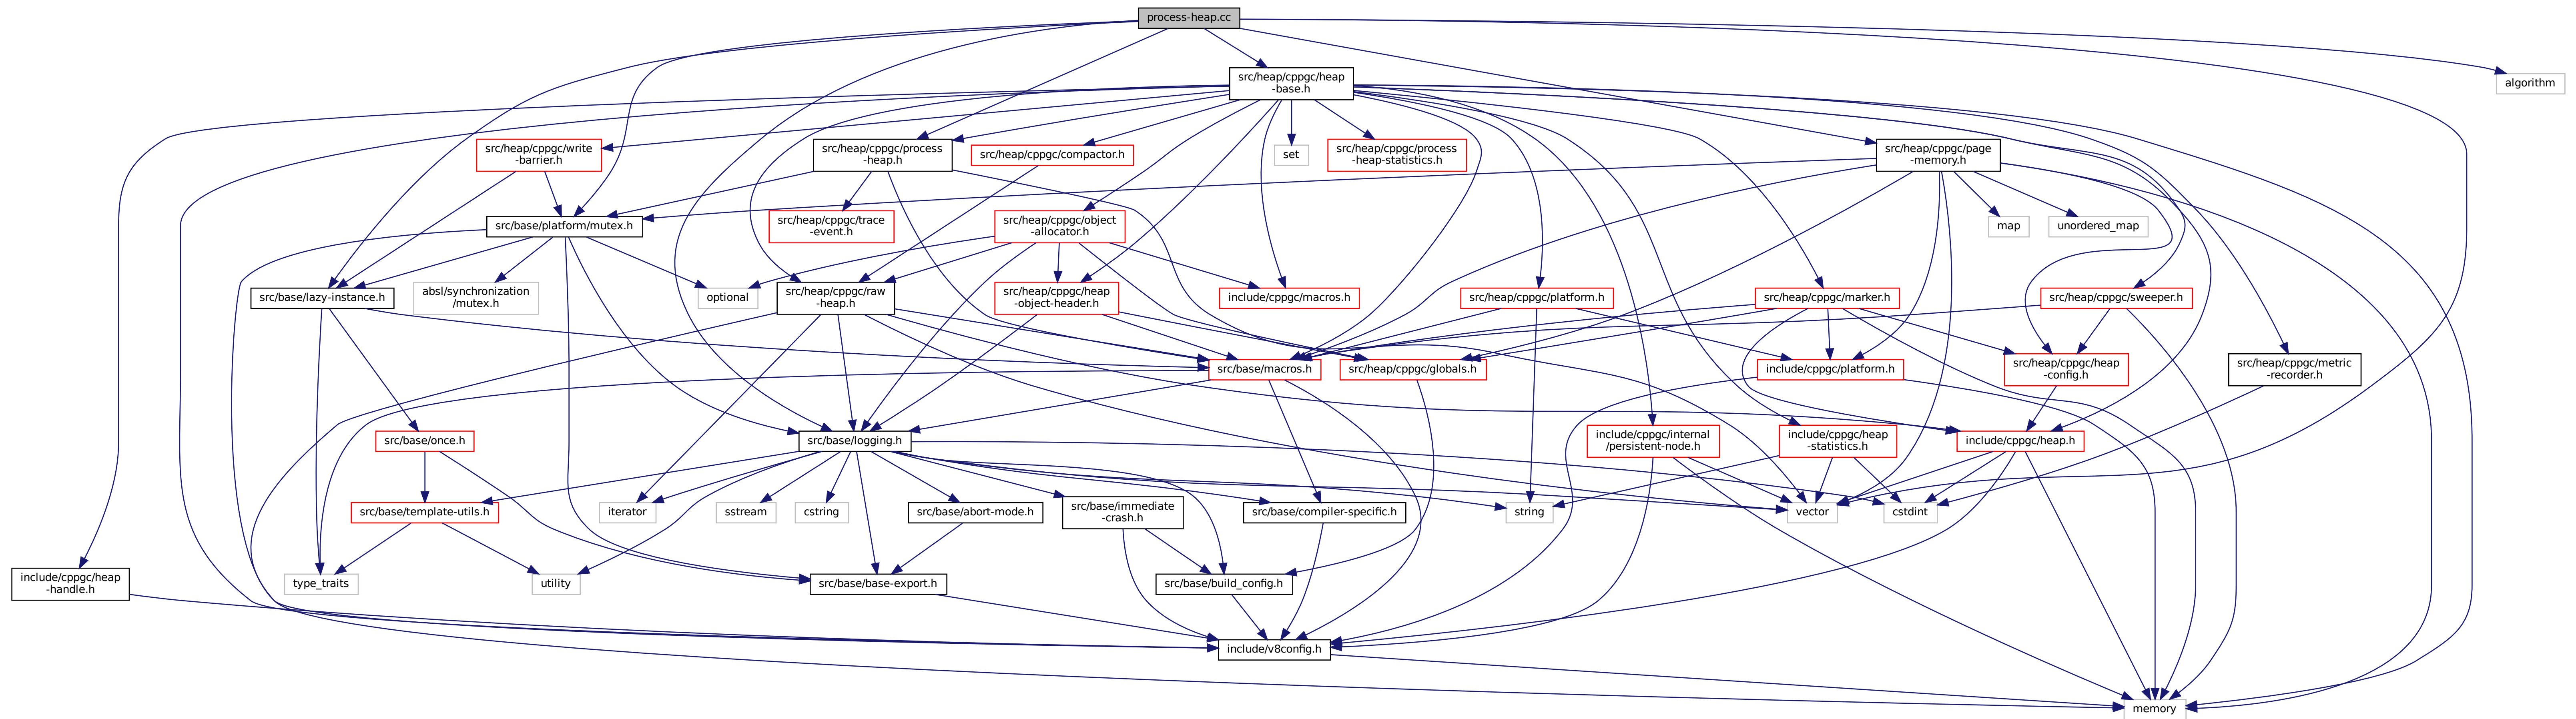 process-heap.cc
src/heap/cppgc/heap
-base.h
algorithm
src/heap/cppgc/write
-barrier.h
src/heap/cppgc/process
-heap.h
src/heap/cppgc/compactor.h
set
src/heap/cppgc/process
-heap-statistics.h
src/heap/cppgc/page
-memory.h
src/base/platform/mutex.h
src/heap/cppgc/trace
-event.h
src/heap/cppgc/object
-allocator.h
map
unordered_map
src/base/lazy-instance.h
absl/synchronization
/mutex.h
optional
src/heap/cppgc/raw
-heap.h
src/heap/cppgc/heap
-object-header.h
include/cppgc/macros.h
src/heap/cppgc/platform.h
src/heap/cppgc/marker.h
src/heap/cppgc/sweeper.h
src/base/macros.h
src/heap/cppgc/globals.h
include/cppgc/platform.h
src/heap/cppgc/heap
-config.h
src/heap/cppgc/metric
-recorder.h
src/base/once.h
src/base/logging.h
include/cppgc/internal
/persistent-node.h
include/cppgc/heap
-statistics.h
include/cppgc/heap.h
src/base/template-utils.h
iterator
sstream
cstring
src/base/abort-mode.h
src/base/immediate
-crash.h
src/base/compiler-specific.h
string
vector
cstdint
include/cppgc/heap
-handle.h
type_traits
utility
src/base/base-export.h
src/base/build_config.h
include/v8config.h
memory